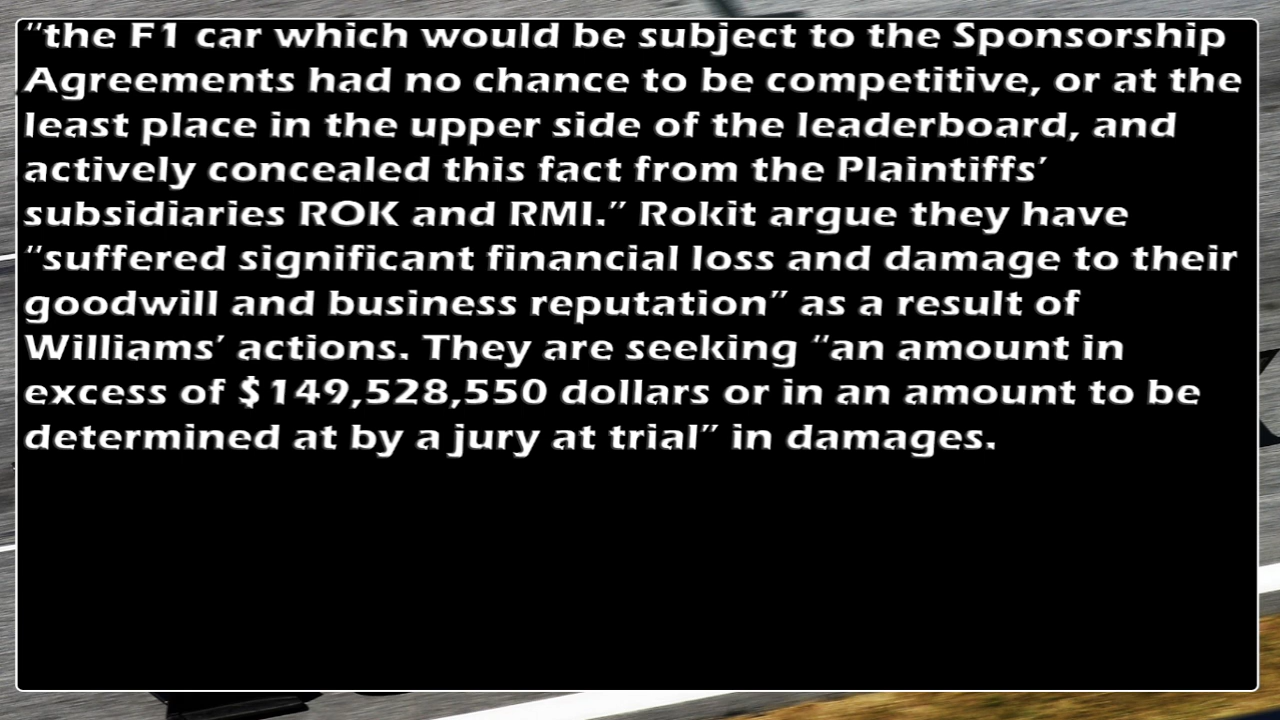 “the F1 car which would be subject to the Sponsorship
Agreements had no chance to be competitive, or at the
least place in the upper side of the leaderboard, and
actively concealed this fact from the Plaintiffs’
subsidiaries ROK and RMI.” Rokit argue they have
“suffered significant financial loss and damage to their
goodwill and business reputation” as a result of
Williams’ actions. They are seeking “an amount in
excess of $149,528,550 dollars or in an amount to be
determined at by a jury at trial” in damages.